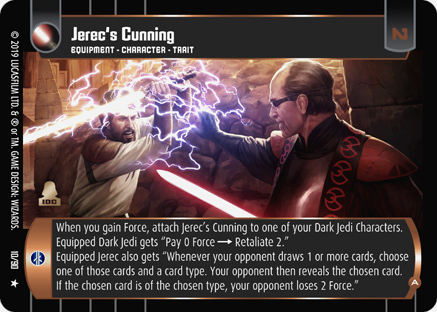 Jerec's Cunning
EQUIPMENT • CHARACTER • TRAIT
N
© 2019 LUCASFILM LTD. & ® or TM. GAME DESIGN: WIZARDS.
IDC
When you gain Force, attach Jerec's Cunning to one of your Dark Jedi Characters.
Equipped Dark Jedi gets “Pay 0 Force → Retaliate 2.”
Equipped Jerec also gets “Whenever your opponent draws 1 or more cards, choose
one of those cards and a card type. Your opponent then reveals the chosen card.
If the chosen card is of the chosen type, your opponent loses 2 Force.”
10/90
A